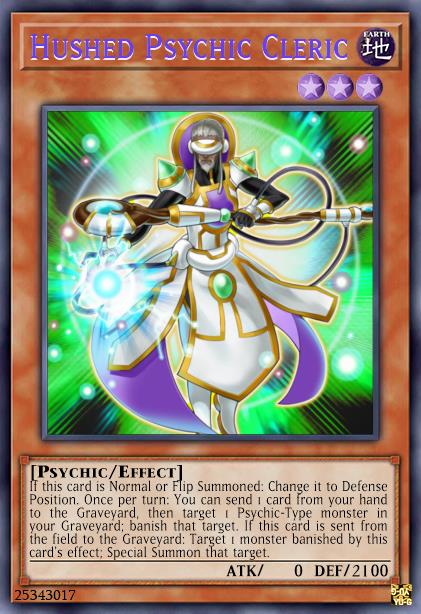 Hushed Psychic Cleric
EARTH
地
[Psychic/Effect]
If this card is Normal or Flip Summoned: Change it to Defense
Position. Once per turn: You can send 1 card from your hand
to the Graveyard, then target 1 Psychic-Type monster in
your Graveyard; banish that target. If this card is sent from
the field to the Graveyard: Target 1 monster banished by this
card's effect; Special Summon that target.
ATK/ 0 DEF/2100
25343017